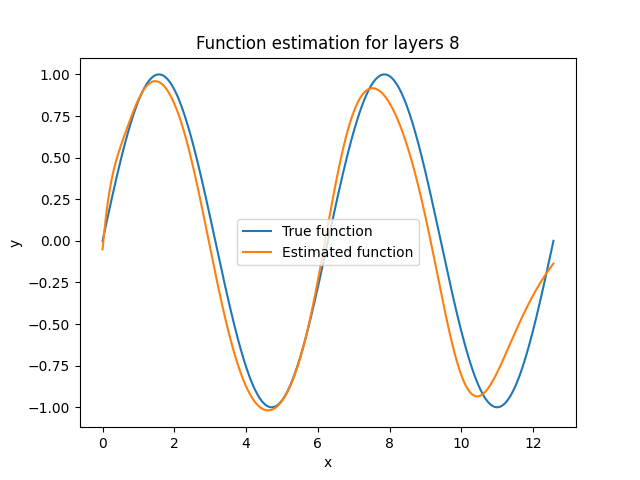 Function estimation for layers 8
1.00
0.75
0.50
0.25
0.00
−0.25
−0.50
−0.75
−1.00
y
True function
Estimated function
0 2 4 6 8 10 12
x